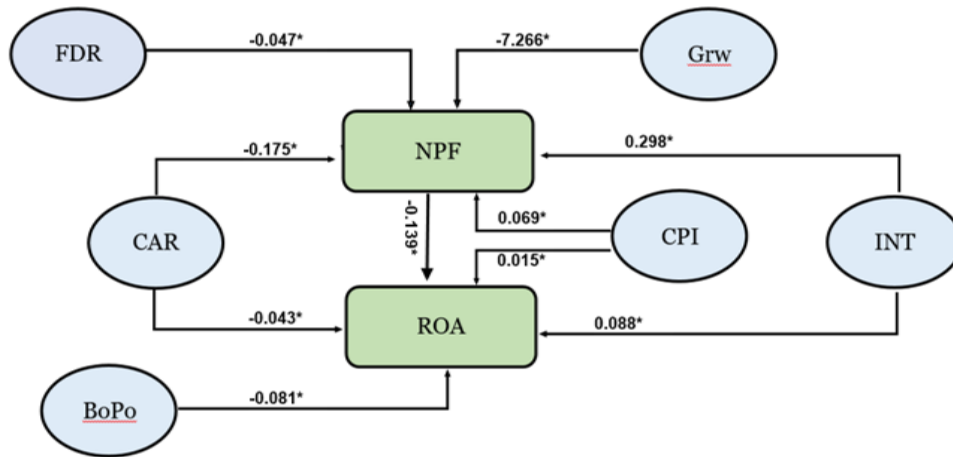 -0.047*
-7.266*
FDR
Grw
NPF
-0.175*
0.298*
-0.139*
0.069*
CAR
CPI
INT
0.015*
-0.043*
ROA
0.088*
BoPo
-0.081*